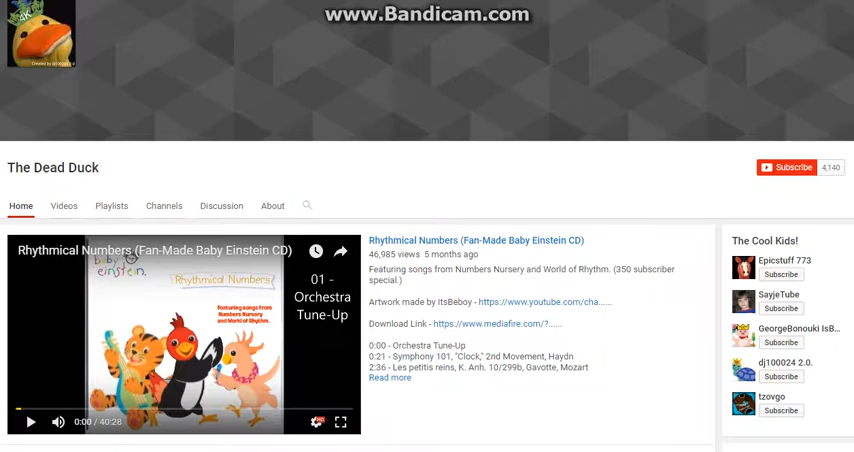 www.Bandicam.com
4K
The Dead Duck
Subscribe 4,140
Home Videos Playlists Channels Discussion About
Rhythmical Numbers (Fan-Made Baby Einstein CD)
baby einstein.
Rhythmical Numbers
Featuring songs from
Numbers Nursery
and World of Rhythm.
01 -
Orchestra
Tune-Up
0:00 / 40:28
HD
Rhythmical Numbers (Fan-Made Baby Einstein CD)
46,985 views 5 months ago
Featuring songs from Numbers Nursery and World of Rhythm. (350 subscriber
special.)
Artwork made by ItsBeboy - https://www.youtube.com/cha......
Download Link - https://www.mediafire.com/?......
0:00 - Orchestra Tune-Up
0:21 - Symphony 101, "Clock," 2nd Movement, Haydn
2:36 - Les petitis reins, K. Anh. 10/299b, Gavotte, Mozart
Read more
The Cool Kids!
Epicstuff 773
Subscribe
SayjeTube
Subscribe
GeorgeBonouki IsB...
Subscribe
dj100024 2.0.
Subscribe
tzovgo
Subscribe